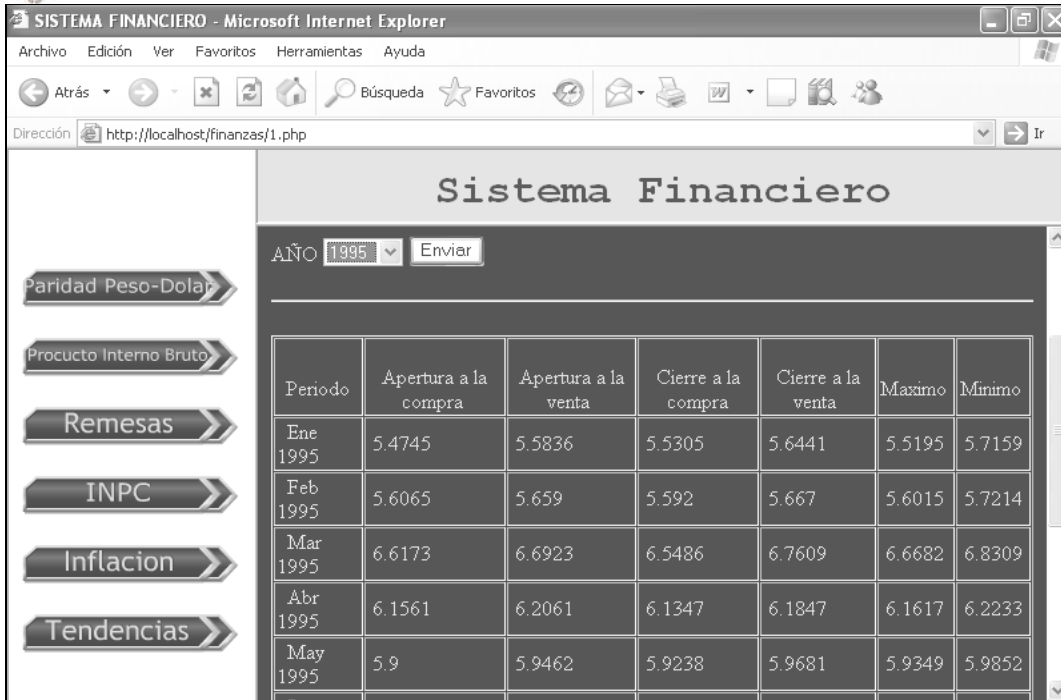 SISTEMA FINANCIERO - Microsoft Internet Explorer
Archivo Edición Ver Favoritos Herramientas Ayuda
Atrás Búsqueda Favoritos
Dirección http://localhost/finanzas/1.php Ir
Sistema Financiero
Paridad Peso-Dolar
Procucto Interno Bruto
Remesas
INPC
Inflacion
Tendencias
AÑO 1995 Enviar
Periodo Apertura a la compra Apertura a la venta Cierre a la compra Cierre a la venta Maximo Minimo
Ene 1995 5.4745 5.5836 5.5305 5.6441 5.5195 5.7159
Feb 1995 5.6065 5.659 5.592 5.667 5.6015 5.7214
Mar 1995 6.6173 6.6923 6.5486 6.7609 6.6682 6.8309
Abr 1995 6.1561 6.2061 6.1347 6.1847 6.1617 6.2233
May 1995 5.9 5.9462 5.9238 5.9681 5.9349 5.9852